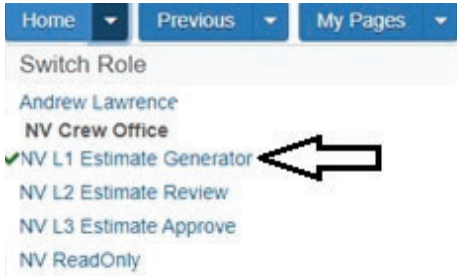 Home Previous My Pages
Switch Role
Andrew Lawrence
NV Crew Office
NV L1 Estimate Generator
NV L2 Estimate Review
NV L3 Estimate Approve
NV ReadOnly